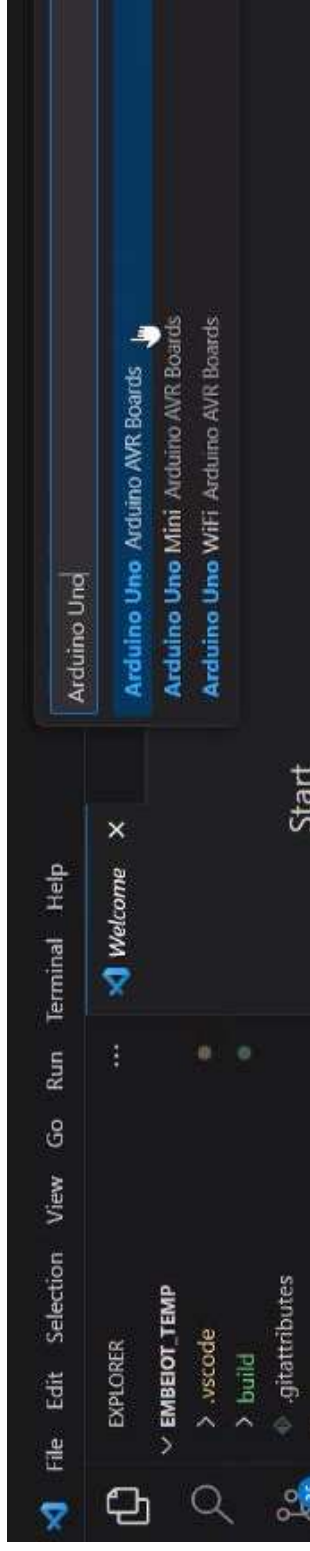 File Edit Selection View Go Run Terminal Help
Arduino Uno
EXPLORER
Welcome
Arduino Uno Arduino AVR Boards
EMBEIOT_TEMP
Arduino Uno Mini Arduino AVR Boards
.vscode
Arduino Uno WiFi Arduino AVR Boards
build
.gitattributes
Start